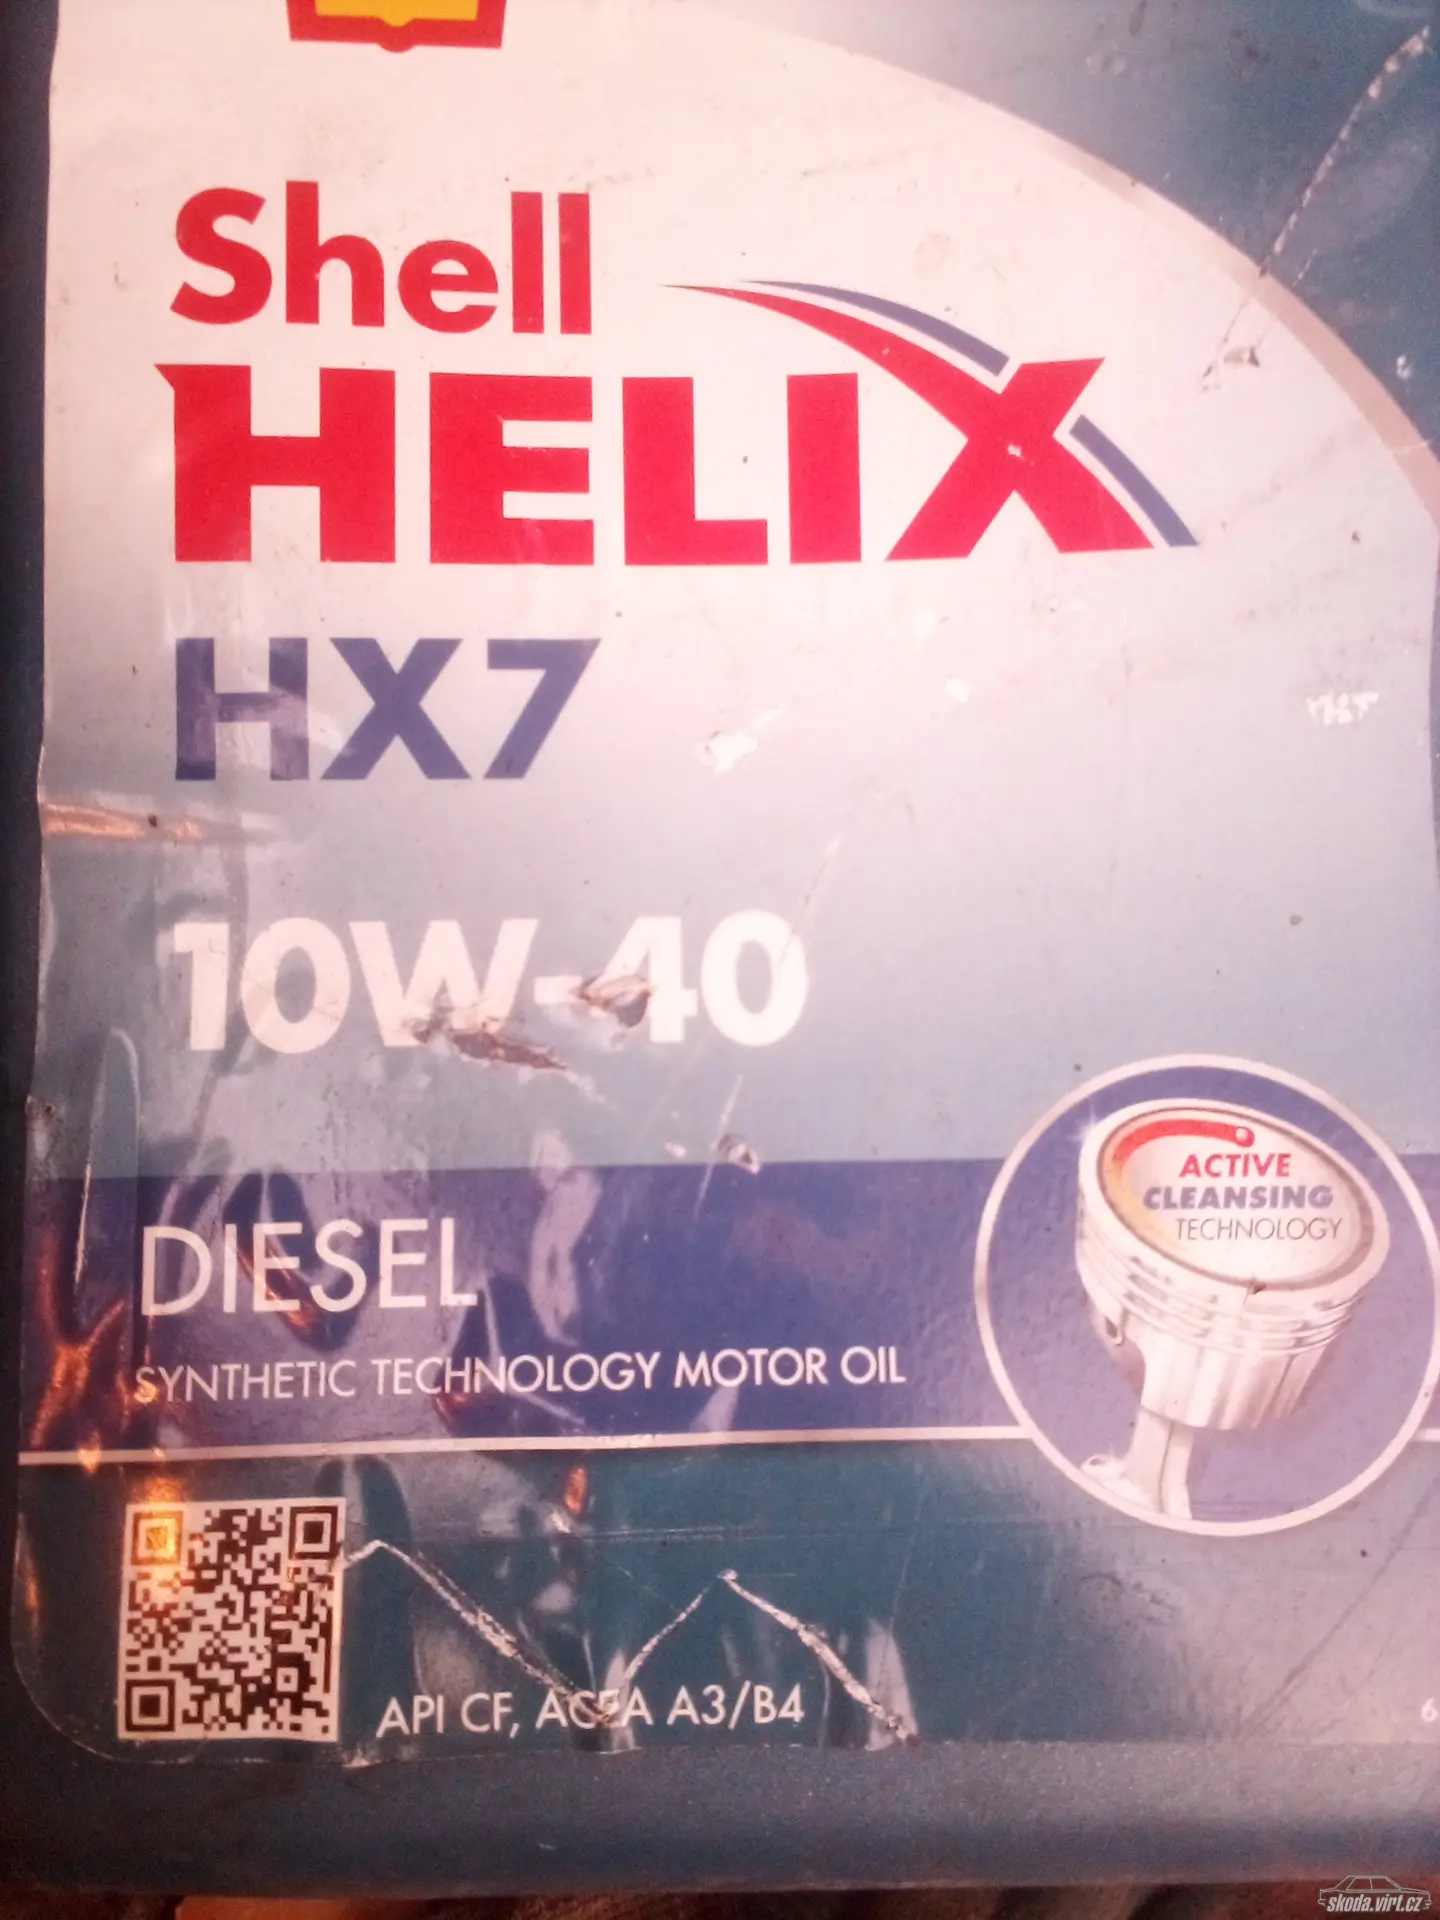 Shell
HELIX
HX7
10W-40
ACTIVE
CLEANSING
TECHNOLOGY
DIESEL
SYNTHETIC TECHNOLOGY MOTOR OIL
API CF, ACEA A3/B4
skoda.virt.cz